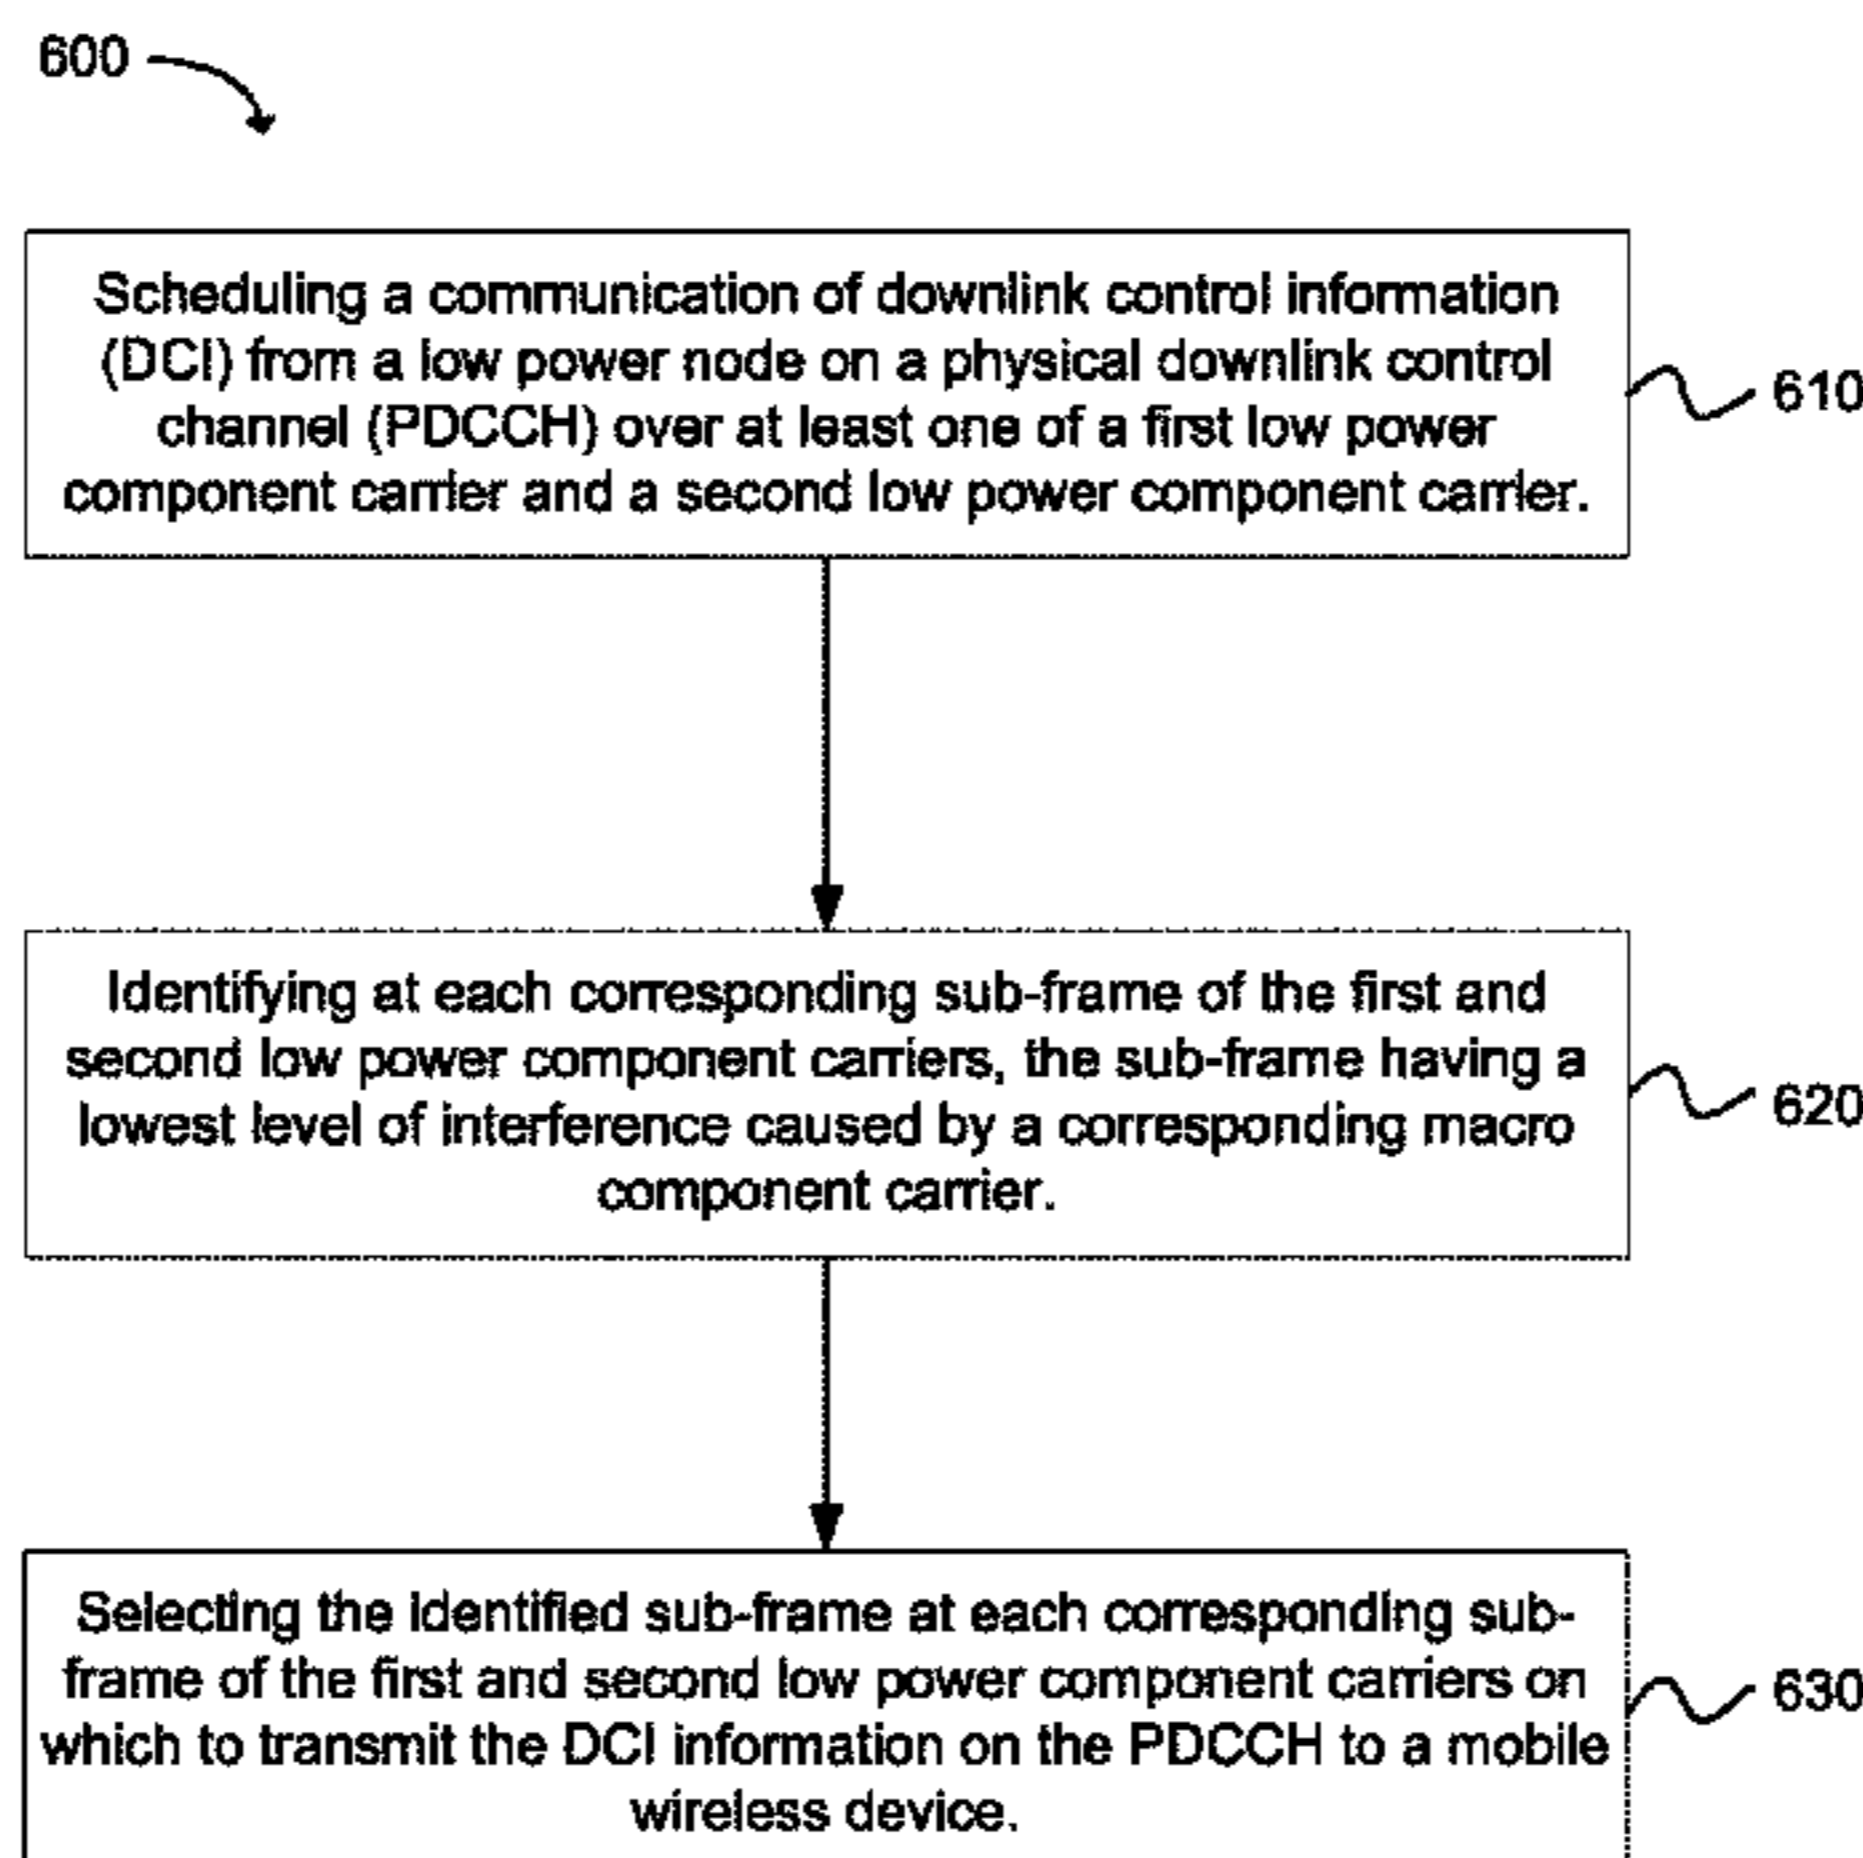 600
Scheduling a communication of downlink control information
(DCI) from a low power node on a physical downlink control
channel (PDCCH) over at least one of a first low power
component carrier and a second low power component carrier.
610
Identifying at each corresponding sub-frame of the first and
second low power component carriers, the sub-frame having a
lowest level of interference caused by a corresponding macro
component carrier.
620
Selecting the identified sub-frame at each corresponding sub-
frame of the first and second low power component carriers on
which to transmit the DCI information on the PDCCH to a mobile
wireless device.
630